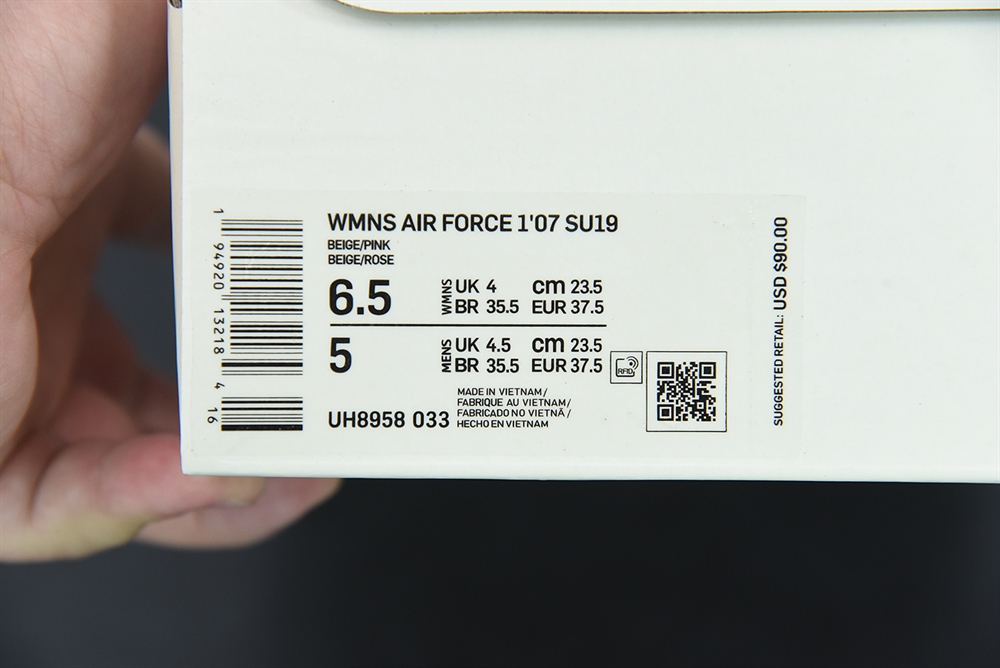 WMNS AIR FORCE 1'07 SU19
BEIGE/PINK
BEIGE/ROSE
6.5 WMNS UK 4 cm 23.5
BR 35.5 EUR 37.5
5 MENS UK 4.5 cm 23.5
BR 35.5 EUR 37.5
RFID
UH8958 033
MADE IN VIETNAM/
FABRIQUE AU VIETNAM/
FABRICADO NO VIETNÃ/
HECHO EN VIETNAM
1 94920 13218 4 16
SUGGESTED RETAIL: USD $90.00